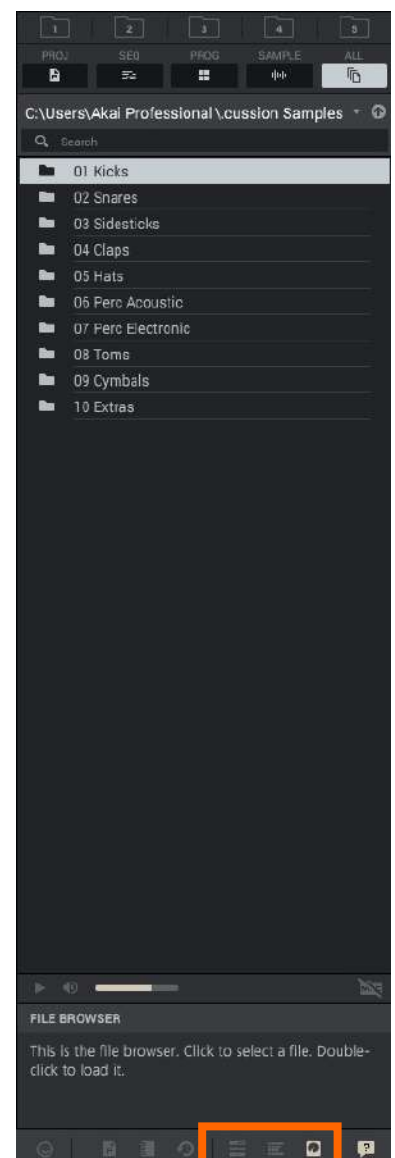 1 2 3 4 5
PROJ SEQ PROG SAMPLE ALL
C:\Users\Akai Professional\.cussion Samples
Search
01 Kicks
02 Snares
03 Sidesticks
04 Claps
05 Hats
06 Perc Acoustic
07 Perc Electronic
08 Toms
09 Cymbals
10 Extras
FILE BROWSER
This is the file browser. Click to select a file. Double-
click to load it.
?